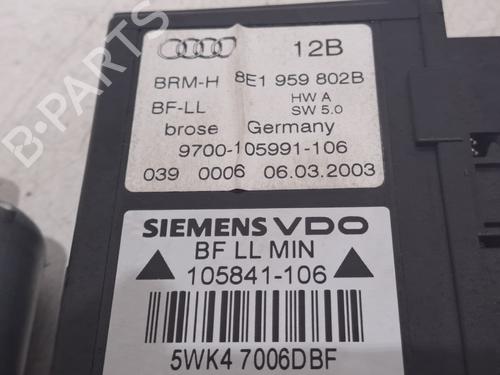 12B
BRM-H 8E1 959 802B
BF-LL HW A
SW 5.0
brose Germany
9700-105991-106
039 0006 06.03.2003
SIEMENS VDO
BF LL MIN
105841-106
5WK4 7006DBF